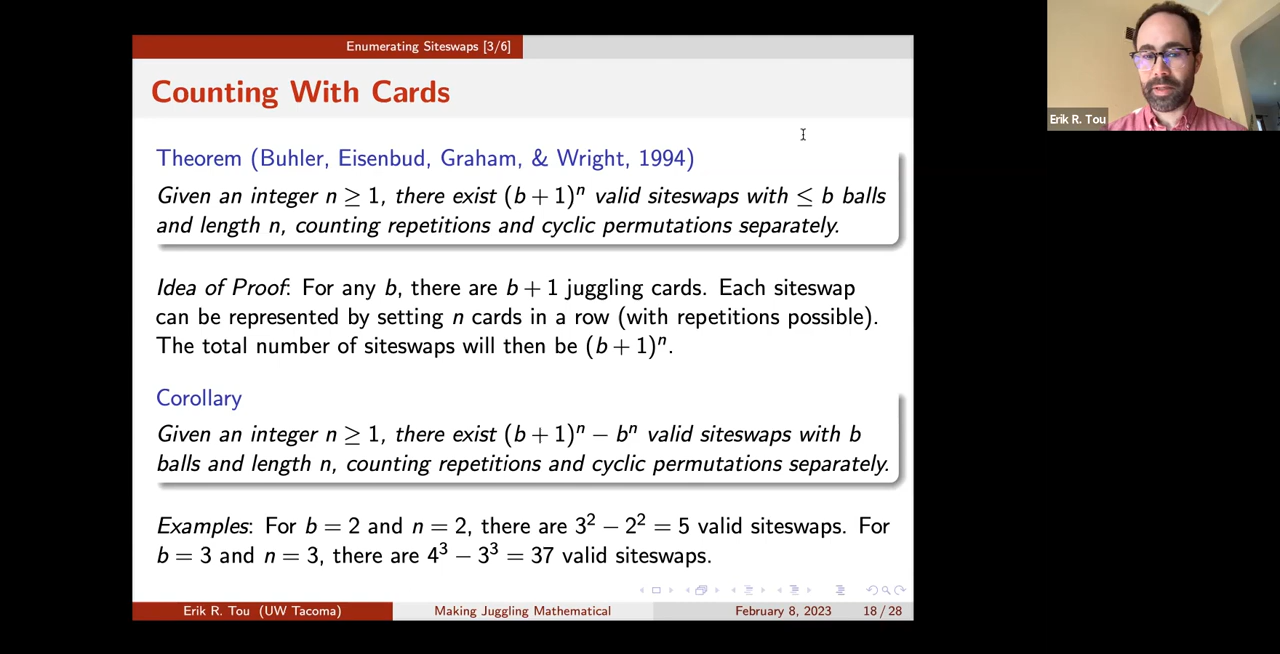 Enumerating Siteswaps [3/6]
Counting With Cards
Erik R. Tou
Theorem (Buhler, Eisenbud, Graham, & Wright, 1994)
Given an integer n ≥ 1, there exist (b + 1)ⁿ valid siteswaps with ≤ b balls
and length n, counting repetitions and cyclic permutations separately.
Idea of Proof: For any b, there are b + 1 juggling cards. Each siteswap
can be represented by setting n cards in a row (with repetitions possible).
The total number of siteswaps will then be (b + 1)ⁿ.
Corollary
Given an integer n ≥ 1, there exist (b + 1)ⁿ − bⁿ valid siteswaps with b
balls and length n, counting repetitions and cyclic permutations separately.
Examples: For b = 2 and n = 2, there are 3² − 2² = 5 valid siteswaps. For
b = 3 and n = 3, there are 4³ − 3³ = 37 valid siteswaps.
Erik R. Tou (UW Tacoma) Making Juggling Mathematical February 8, 2023 18 / 28